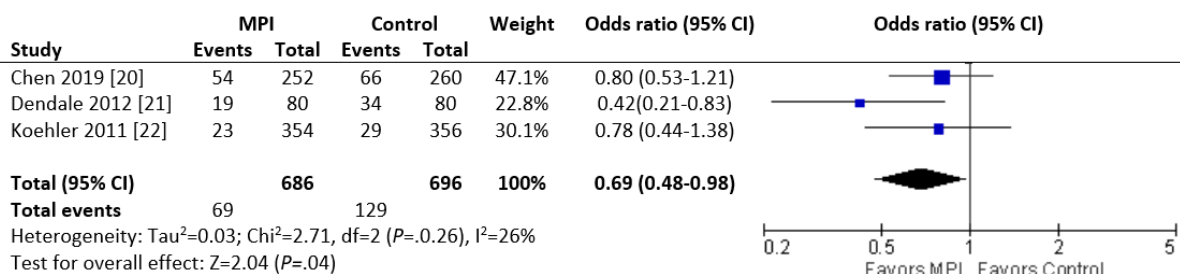 MPI Control Weight Odds ratio (95% CI) Odds ratio (95% CI)
Study Events Total Events Total
Chen 2019 [20] 54 252 66 260 47.1% 0.80 (0.53-1.21)
Dendale 2012 [21] 19 80 34 80 22.8% 0.42(0.21-0.83)
Koehler 2011 [22] 23 354 29 356 30.1% 0.78 (0.44-1.38)
Total (95% CI) 686 696 100% 0.69 (0.48-0.98)
Total events 69 129
Heterogeneity: Tau²=0.03; Chi²=2.71, df=2 (P=.0.26), I²=26%
Test for overall effect: Z=2.04 (P=.04)
0.2 0.5 1 2 5
Favors MPI Favors Control